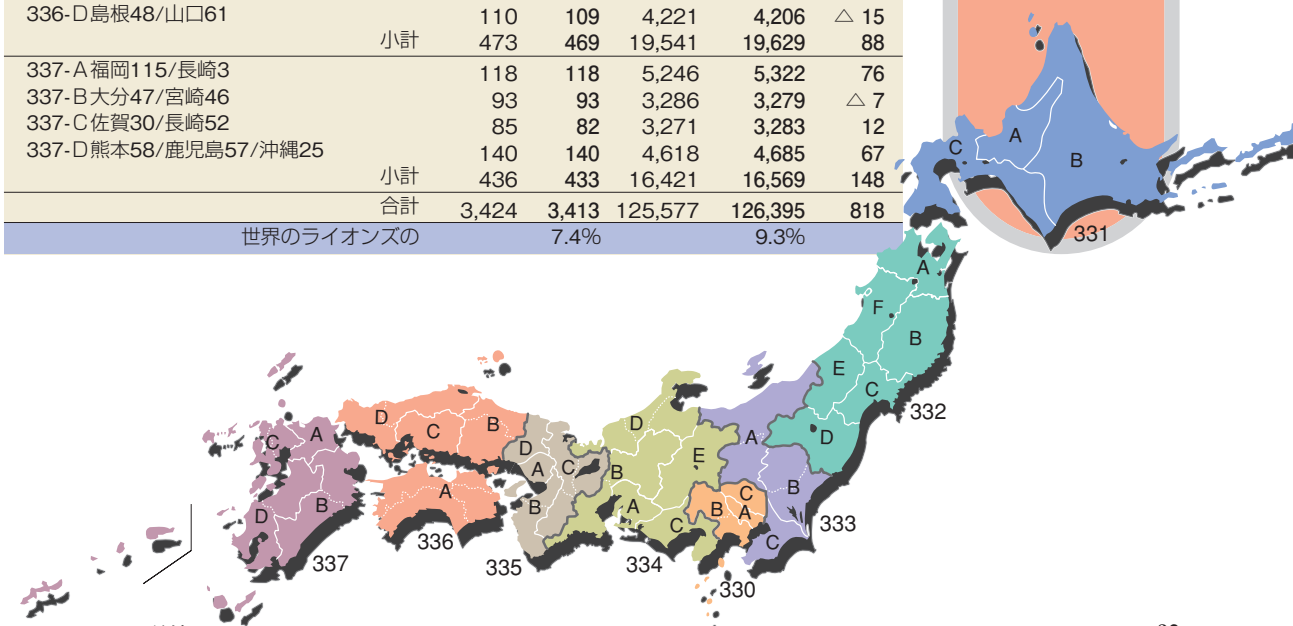 336-D島根48/山口61 110 109 4,221 4,206 △ 15
小計 473 469 19,541 19,629 88
337-A福岡115/長崎3 118 118 5,246 5,322 76
337-B大分47/宮崎46 93 93 3,286 3,279 △ 7
337-C佐賀30/長崎52 85 82 3,271 3,283 12
337-D熊本58/鹿児島57/沖縄25 140 140 4,618 4,685 67
小計 436 433 16,421 16,569 148
合計 3,424 3,413 125,577 126,395 818
世界のライオンズの 7.4% 9.3%
A
C
B
331
A
F
B
E
C
332
D
D
C
B
D
A
E
A
C
A
D
A
C
B
B
C
B
A
B
333
D
B
A
C
C
336
337
335
334
330